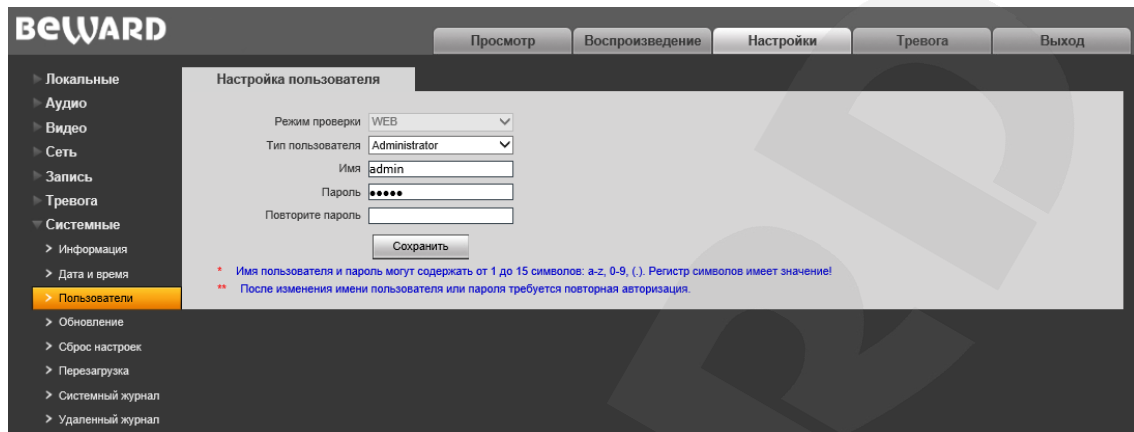 BEWARD
Просмотр Воспроизведение Настройки Тревога Выход
Локальные
Аудио
Видео
Сеть
Запись
Тревога
Системные
Информация
Дата и время
Пользователи
Обновление
Сброс настроек
Перезагрузка
Системный журнал
Удаленный журнал
Настройка пользователя
Режим проверки WEB
Тип пользователя Administrator
Имя admin
Пароль •••••
Повторите пароль
Сохранить
* Имя пользователя и пароль могут содержать от 1 до 15 символов: a-z, 0-9, (.). Регистр символов имеет значение!
** После изменения имени пользователя или пароля требуется повторная авторизация.